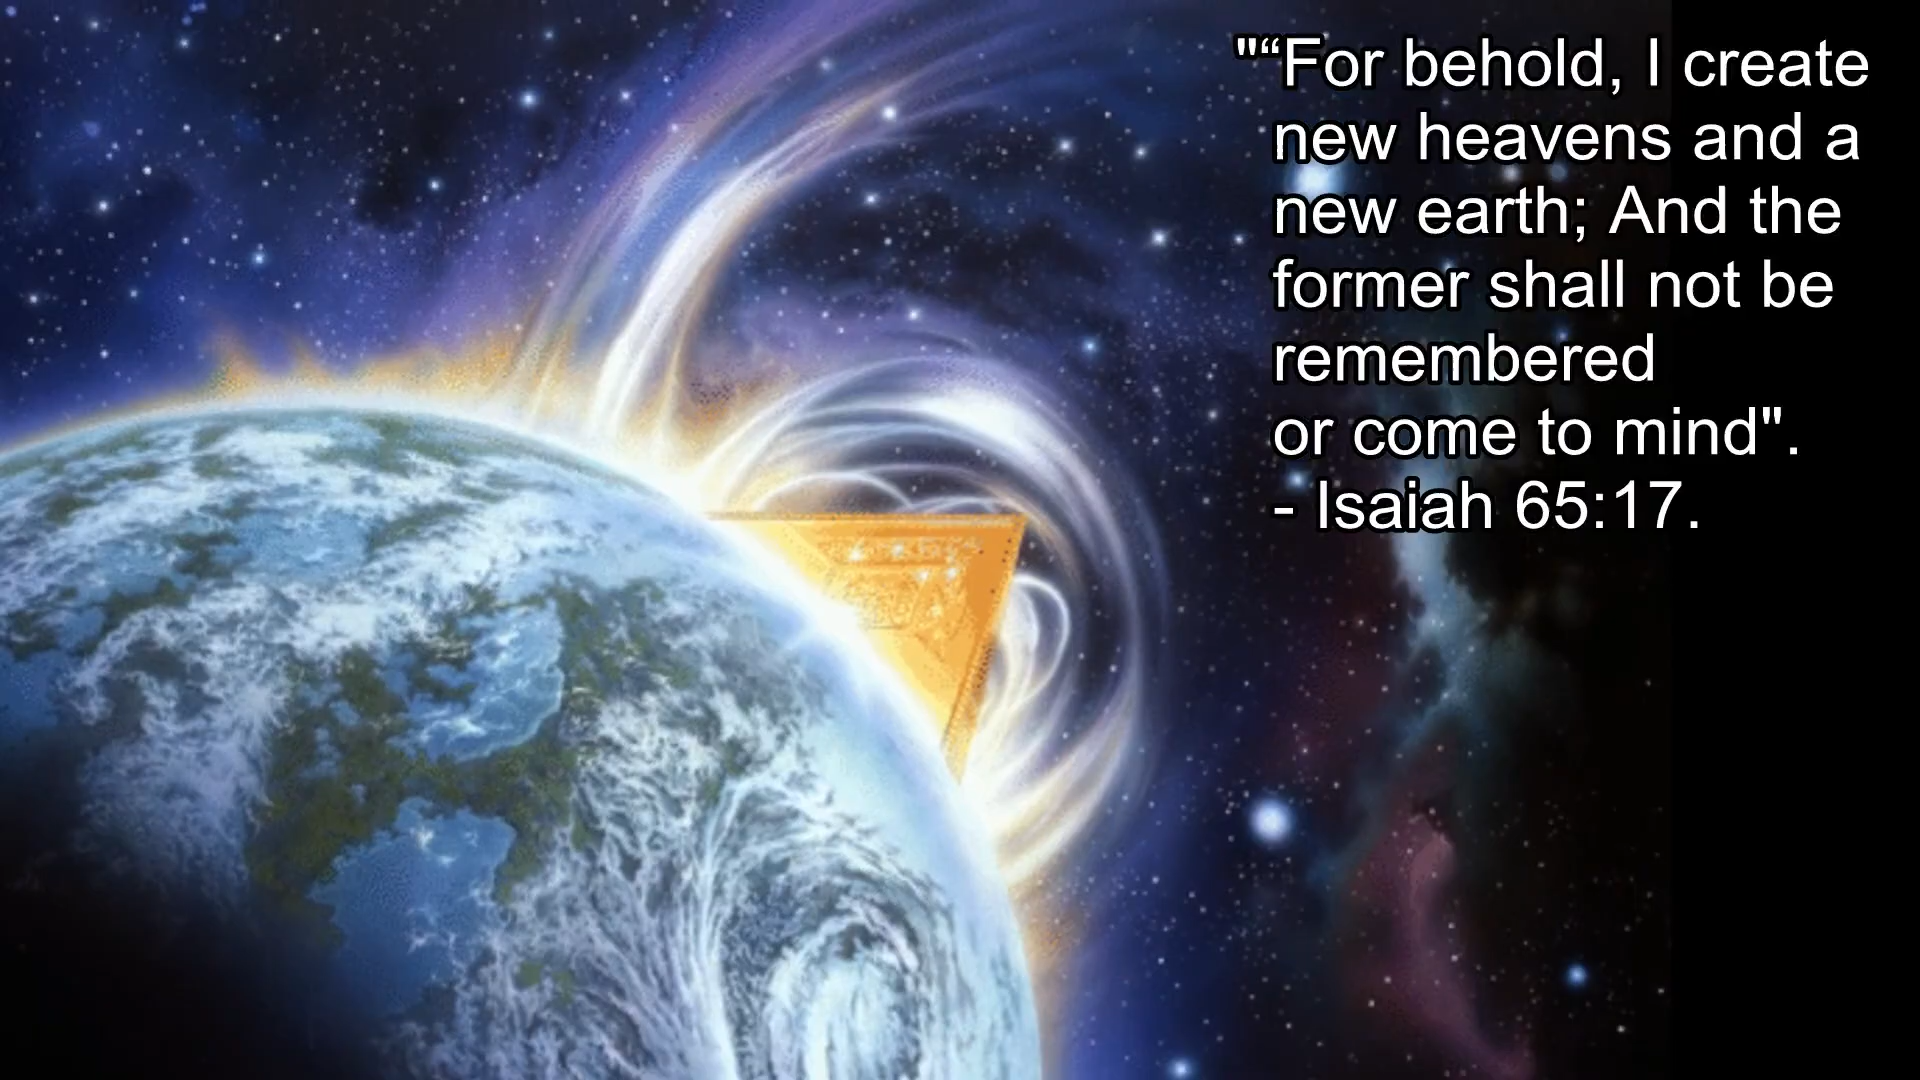 "“For behold, I create
new heavens and a
new earth; And the
former shall not be
remembered
or come to mind".
- Isaiah 65:17.